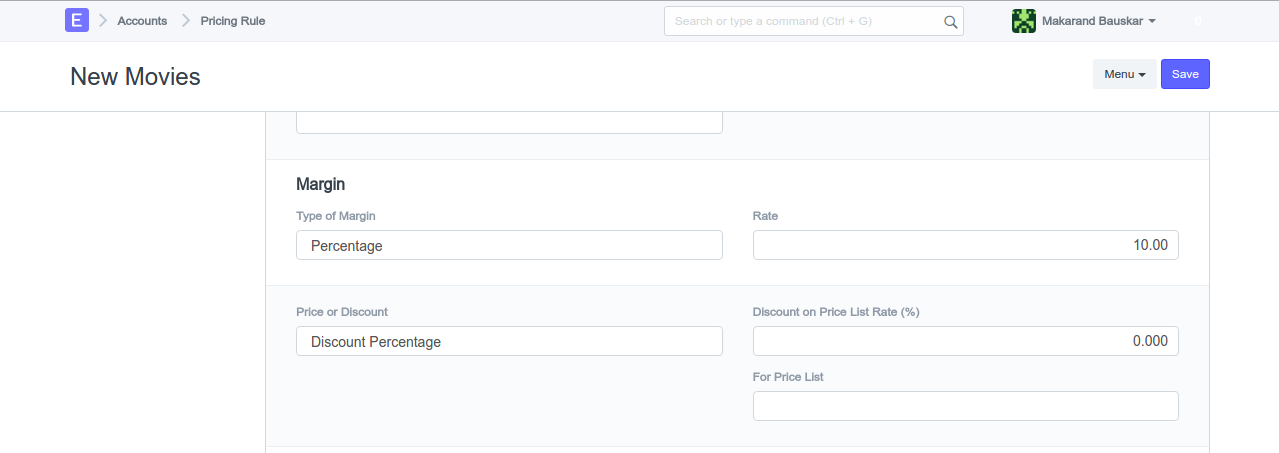 E Accounts Pricing Rule Search or type a command (Ctrl + G) Makarand Bauskar 0
New Movies Menu Save
Margin
Type of Margin Rate
Percentage 10.00
Price or Discount Discount on Price List Rate (%)
Discount Percentage 0.000
For Price List